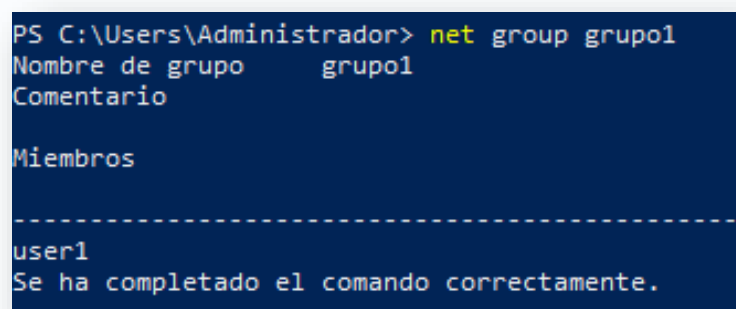 PS C:\Users\Administrador> net group grupo1
Nombre de grupo     grupo1
Comentario
Miembros
-----------------------------------------------
user1
Se ha completado el comando correctamente.